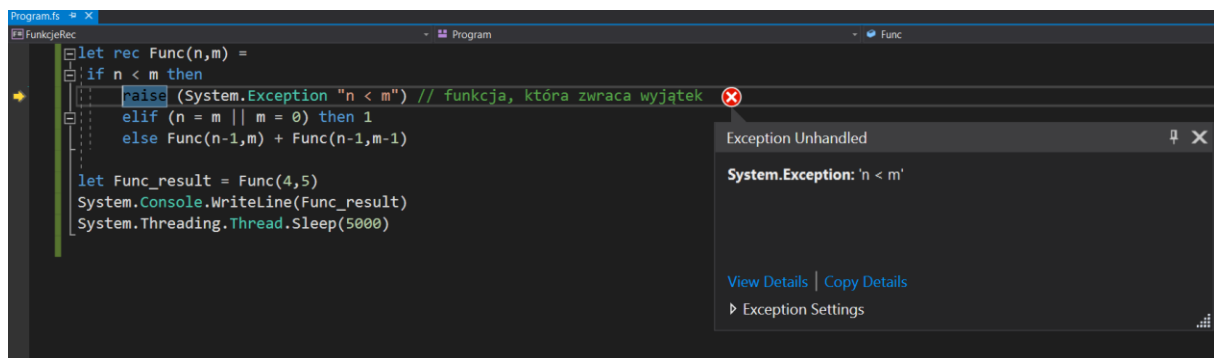 Program.fs
FunkcjeRec Program Func
let rec Func(n,m) =
if n < m then
raise (System.Exception "n < m") // funkcja, która zwraca wyjątek
elif (n = m || m = 0) then 1
else Func(n-1,m) + Func(n-1,m-1)
let Func_result = Func(4,5)
System.Console.WriteLine(Func_result)
System.Threading.Thread.Sleep(5000)
Exception Unhandled
System.Exception: 'n < m'
View Details | Copy Details
Exception Settings